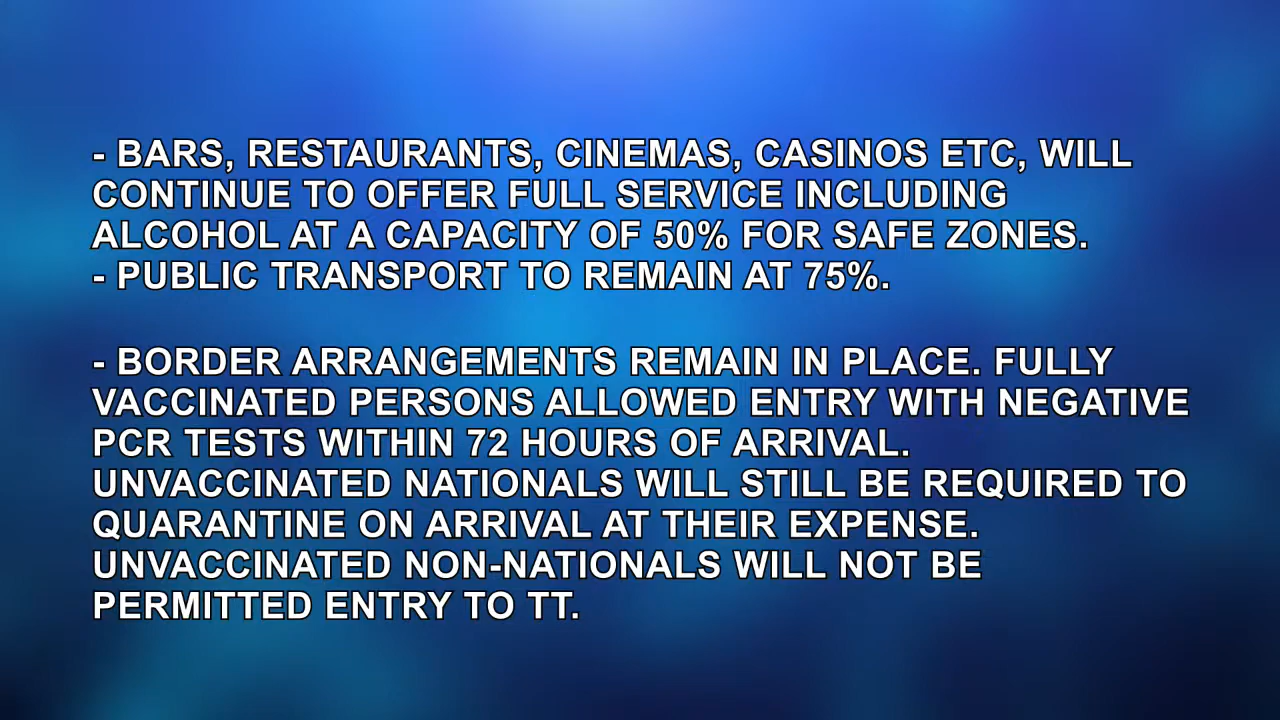 - BARS, RESTAURANTS, CINEMAS, CASINOS ETC, WILL
CONTINUE TO OFFER FULL SERVICE INCLUDING
ALCOHOL AT A CAPACITY OF 50% FOR SAFE ZONES.
- PUBLIC TRANSPORT TO REMAIN AT 75%.
- BORDER ARRANGEMENTS REMAIN IN PLACE. FULLY
VACCINATED PERSONS ALLOWED ENTRY WITH NEGATIVE
PCR TESTS WITHIN 72 HOURS OF ARRIVAL.
UNVACCINATED NATIONALS WILL STILL BE REQUIRED TO
QUARANTINE ON ARRIVAL AT THEIR EXPENSE.
UNVACCINATED NON-NATIONALS WILL NOT BE
PERMITTED ENTRY TO TT.